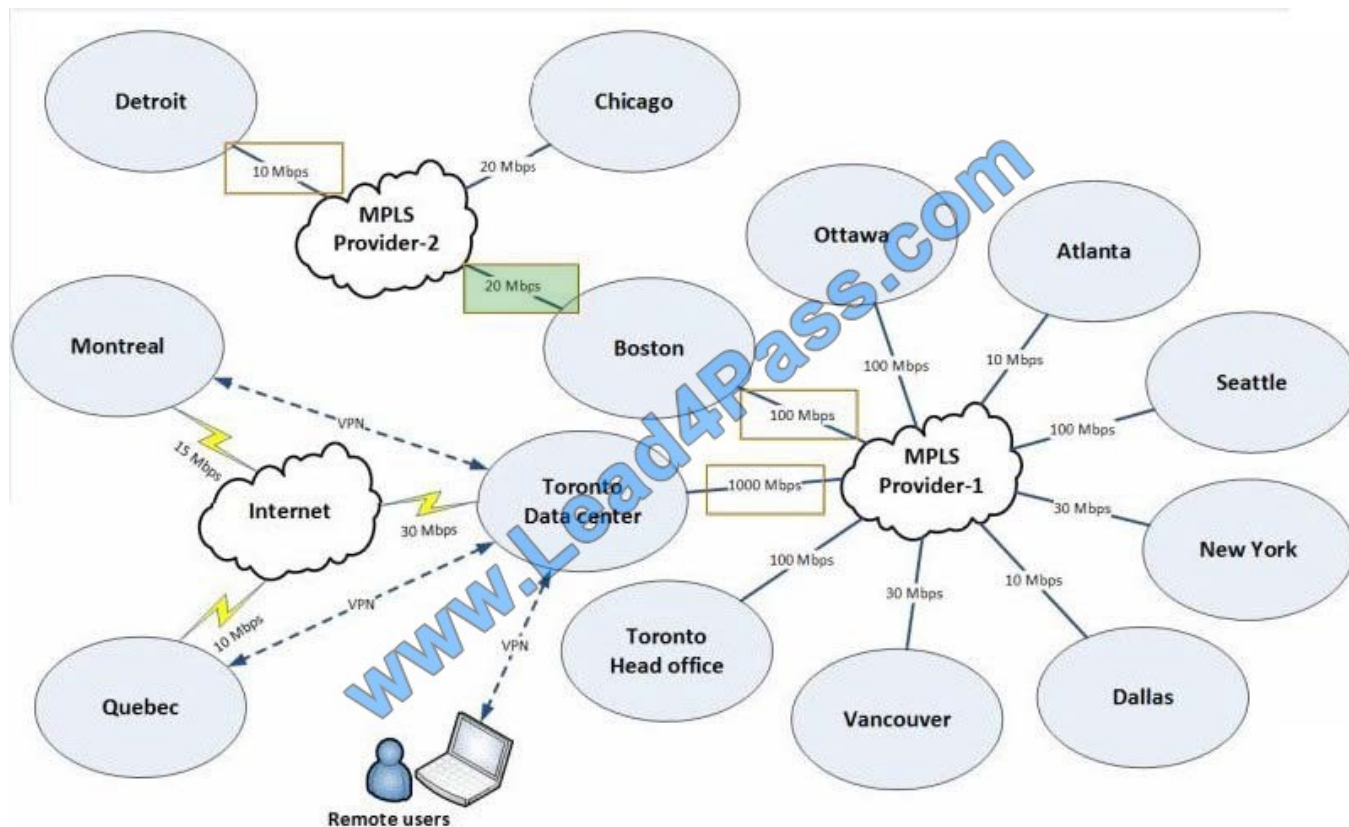 Detroit
Chicago
10 Mbps
20 Mbps
MPLS
Provider-2
Ottawa
Atlanta
20 Mbps
Montreal
Boston
100 Mbps
10 Mbps
Seattle
VPN
100 Mbps
100 Mbps
15 Mbps
MPLS
Provider-1
Toronto
Data center
1000 Mbps
Internet
30 Mbps
30 Mbps
New York
100 Mbps
10 Mbps
VPN
30 Mbps
10 Mbps
VPN
Toronto
Head office
Quebec
Vancouver
Dallas
Remote users
www.Lead4Pass.com